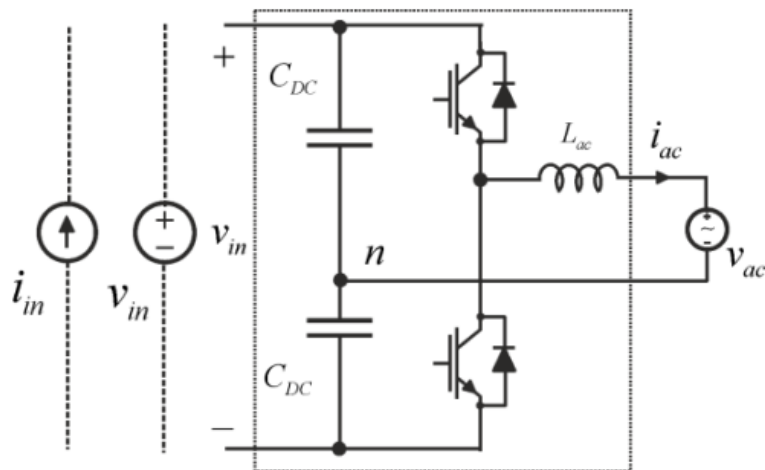 +
C_DC
L_ac
i_ac
+
−
v_in
n
+
~
-
v_ac
i_in
v_in
C_DC
−